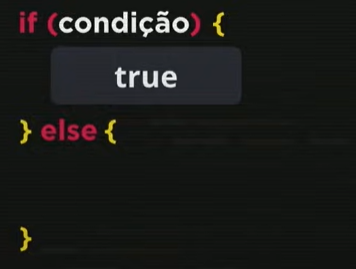 if (condição) {
true
} else {
}